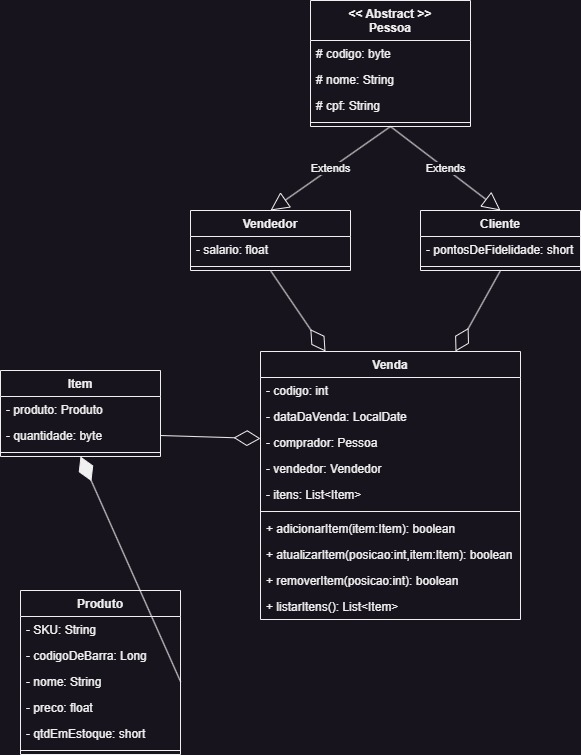 << Abstract >>
Pessoa
# codigo: byte
# nome: String
# cpf: String
Extends
Extends
Vendedor
- salario: float
Cliente
- pontosDeFidelidade: short
Item
- produto: Produto
- quantidade: byte
Venda
- codigo: int
- dataDaVenda: LocalDate
- comprador: Pessoa
- vendedor: Vendedor
- itens: List<Item>
+ adicionarItem(item:Item): boolean
+ atualizarItem(posicao:int,item:Item): boolean
+ removerItem(posicao:int): boolean
+ listarItens(): List<Item>
Produto
- SKU: String
- codigoDeBarra: Long
- nome: String
- preco: float
- qtdEmEstoque: short